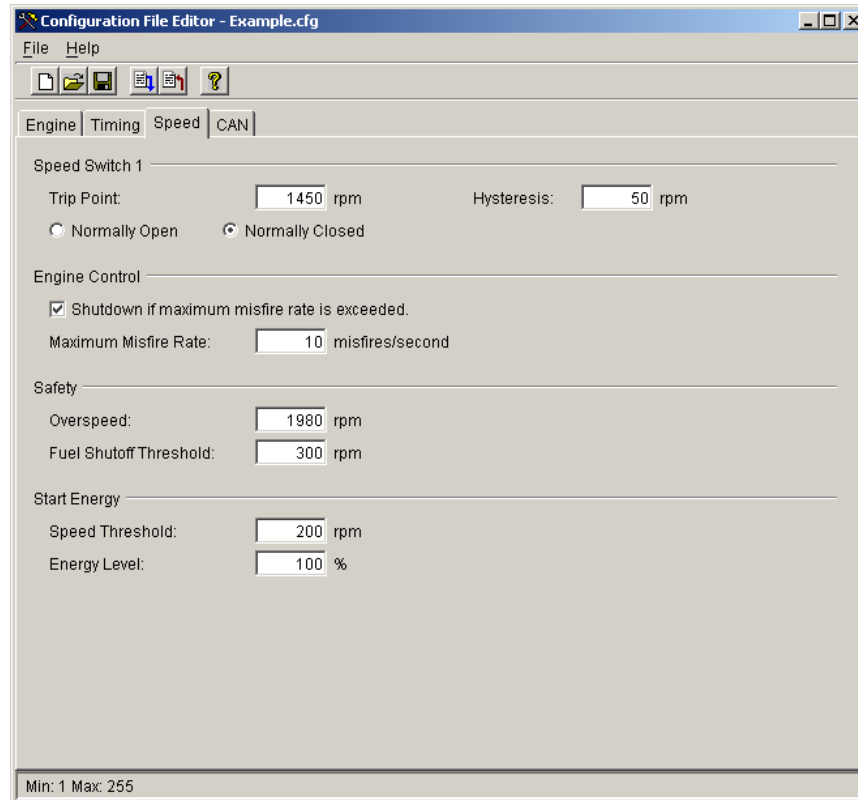 Configuration File Editor - Example.cfg
File Help
Engine Timing Speed CAN
Speed Switch 1
Trip Point: 1450 rpm Hysteresis: 50 rpm
Normally Open Normally Closed
Engine Control
Shutdown if maximum misfire rate is exceeded.
Maximum Misfire Rate: 10 misfires/second
Safety
Overspeed: 1980 rpm
Fuel Shutoff Threshold: 300 rpm
Start Energy
Speed Threshold: 200 rpm
Energy Level: 100 %
Min: 1 Max: 255